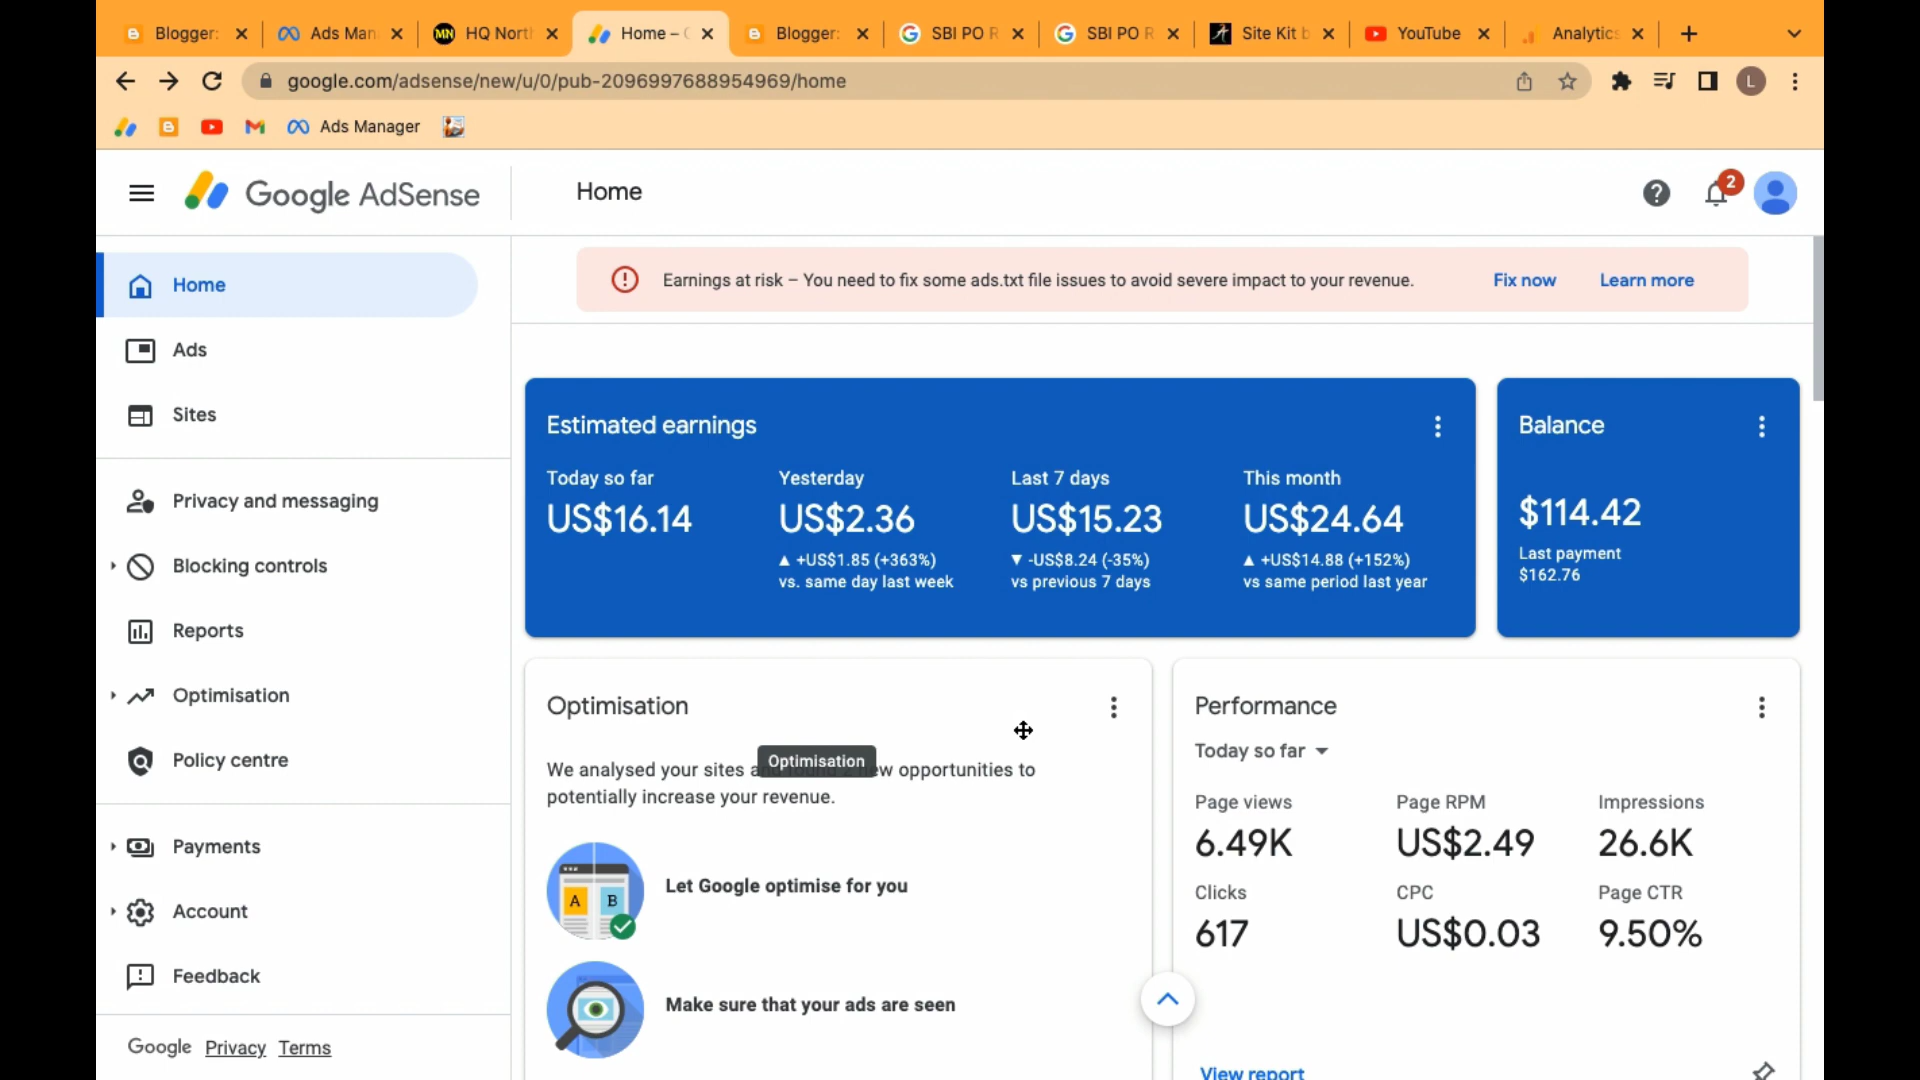 Blogger:
Ads Man
HQ Nort
Home –
Blogger:
SBI PO R
SBI PO R
Site Kit b
YouTube
Analytics
google.com/adsense/new/u/0/pub-2096997688954969/home
L
Ads Manager
Google AdSense
Home
2
Home
Ads
Sites
Privacy and messaging
Blocking controls
Reports
Optimisation
Policy centre
Payments
Account
Feedback
Google Privacy Terms
Earnings at risk – You need to fix some ads.txt file issues to avoid severe impact to your revenue.
Fix now
Learn more
Estimated earnings
Today so far
US$16.14
Yesterday
US$2.36
+US$1.85 (+363%)
vs. same day last week
Last 7 days
US$15.23
-US$8.24 (-35%)
vs previous 7 days
This month
US$24.64
+US$14.88 (+152%)
vs same period last year
Balance
$114.42
Last payment
$162.76
Optimisation
Optimisation
We analysed your sites opportunities to
potentially increase your revenue.
A B
Let Google optimise for you
Make sure that your ads are seen
Performance
Today so far
Page views
6.49K
Page RPM
US$2.49
Impressions
26.6K
Clicks
617
CPC
US$0.03
Page CTR
9.50%
View report